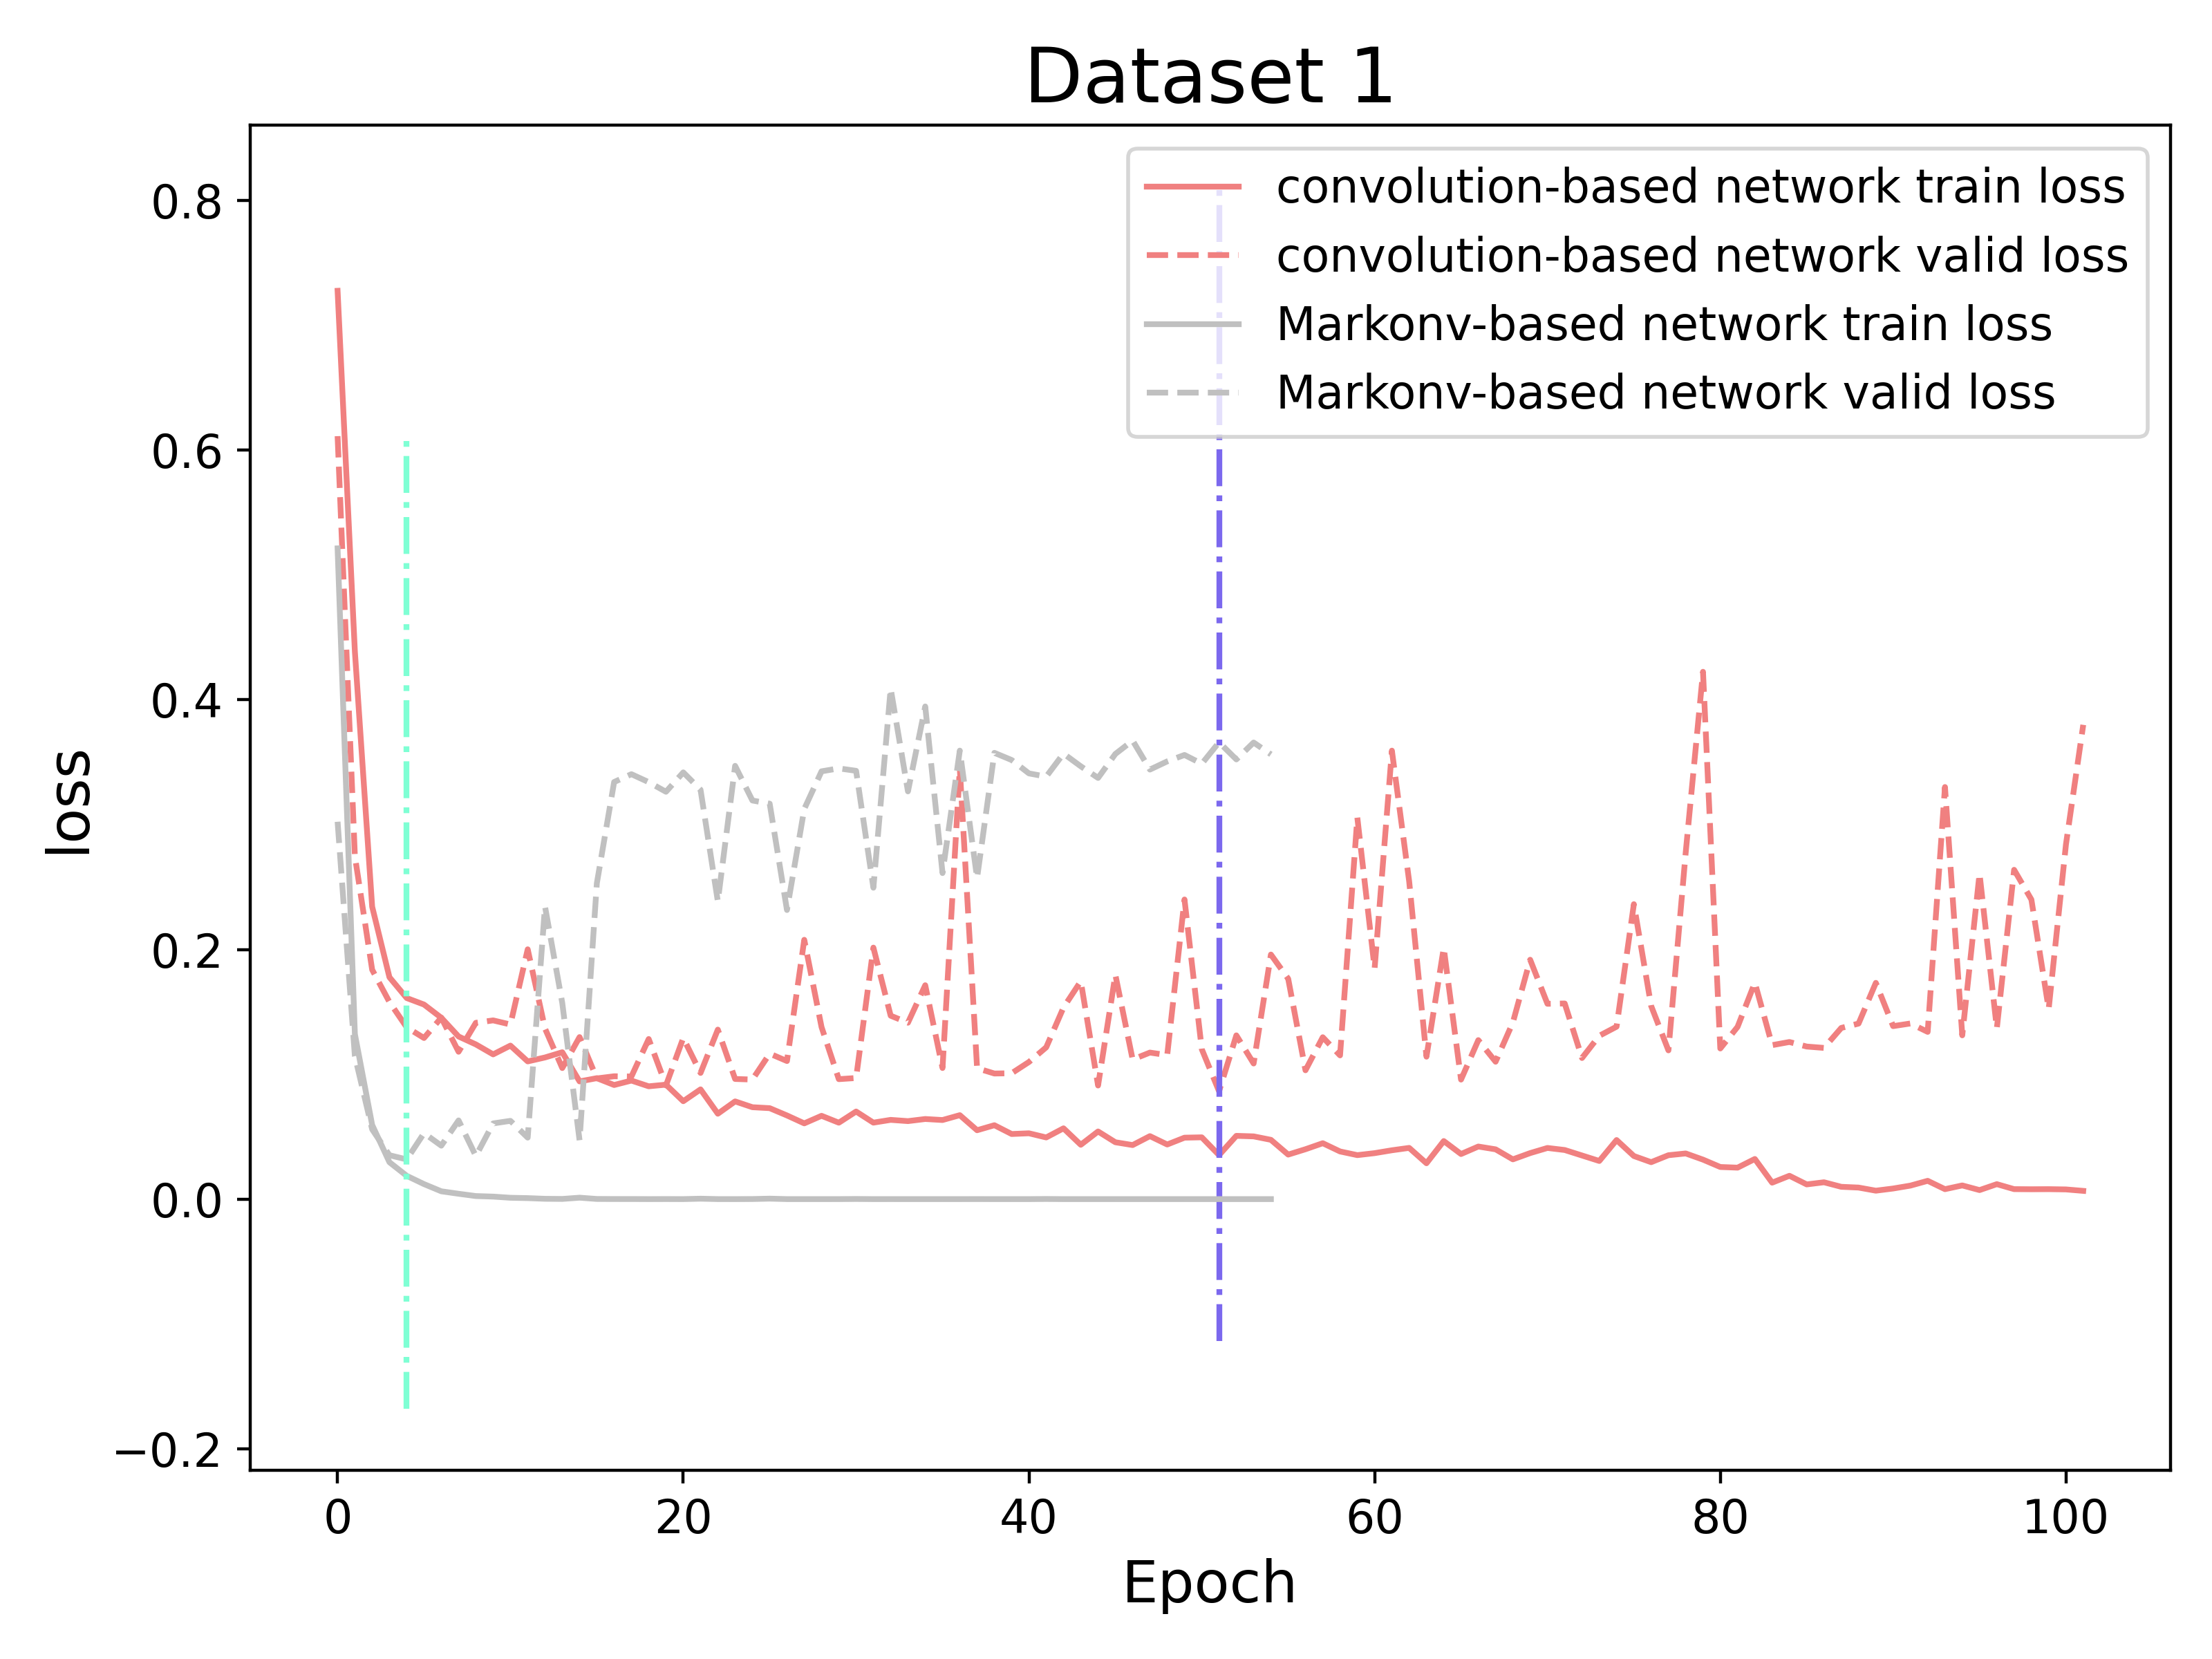 Dataset 1
convolution-based network train loss
convolution-based network valid loss
Markonv-based network train loss
Markonv-based network valid loss
0.8
0.6
0.4
0.2
0.0
−0.2
loss
0 20 40 60 80 100
Epoch